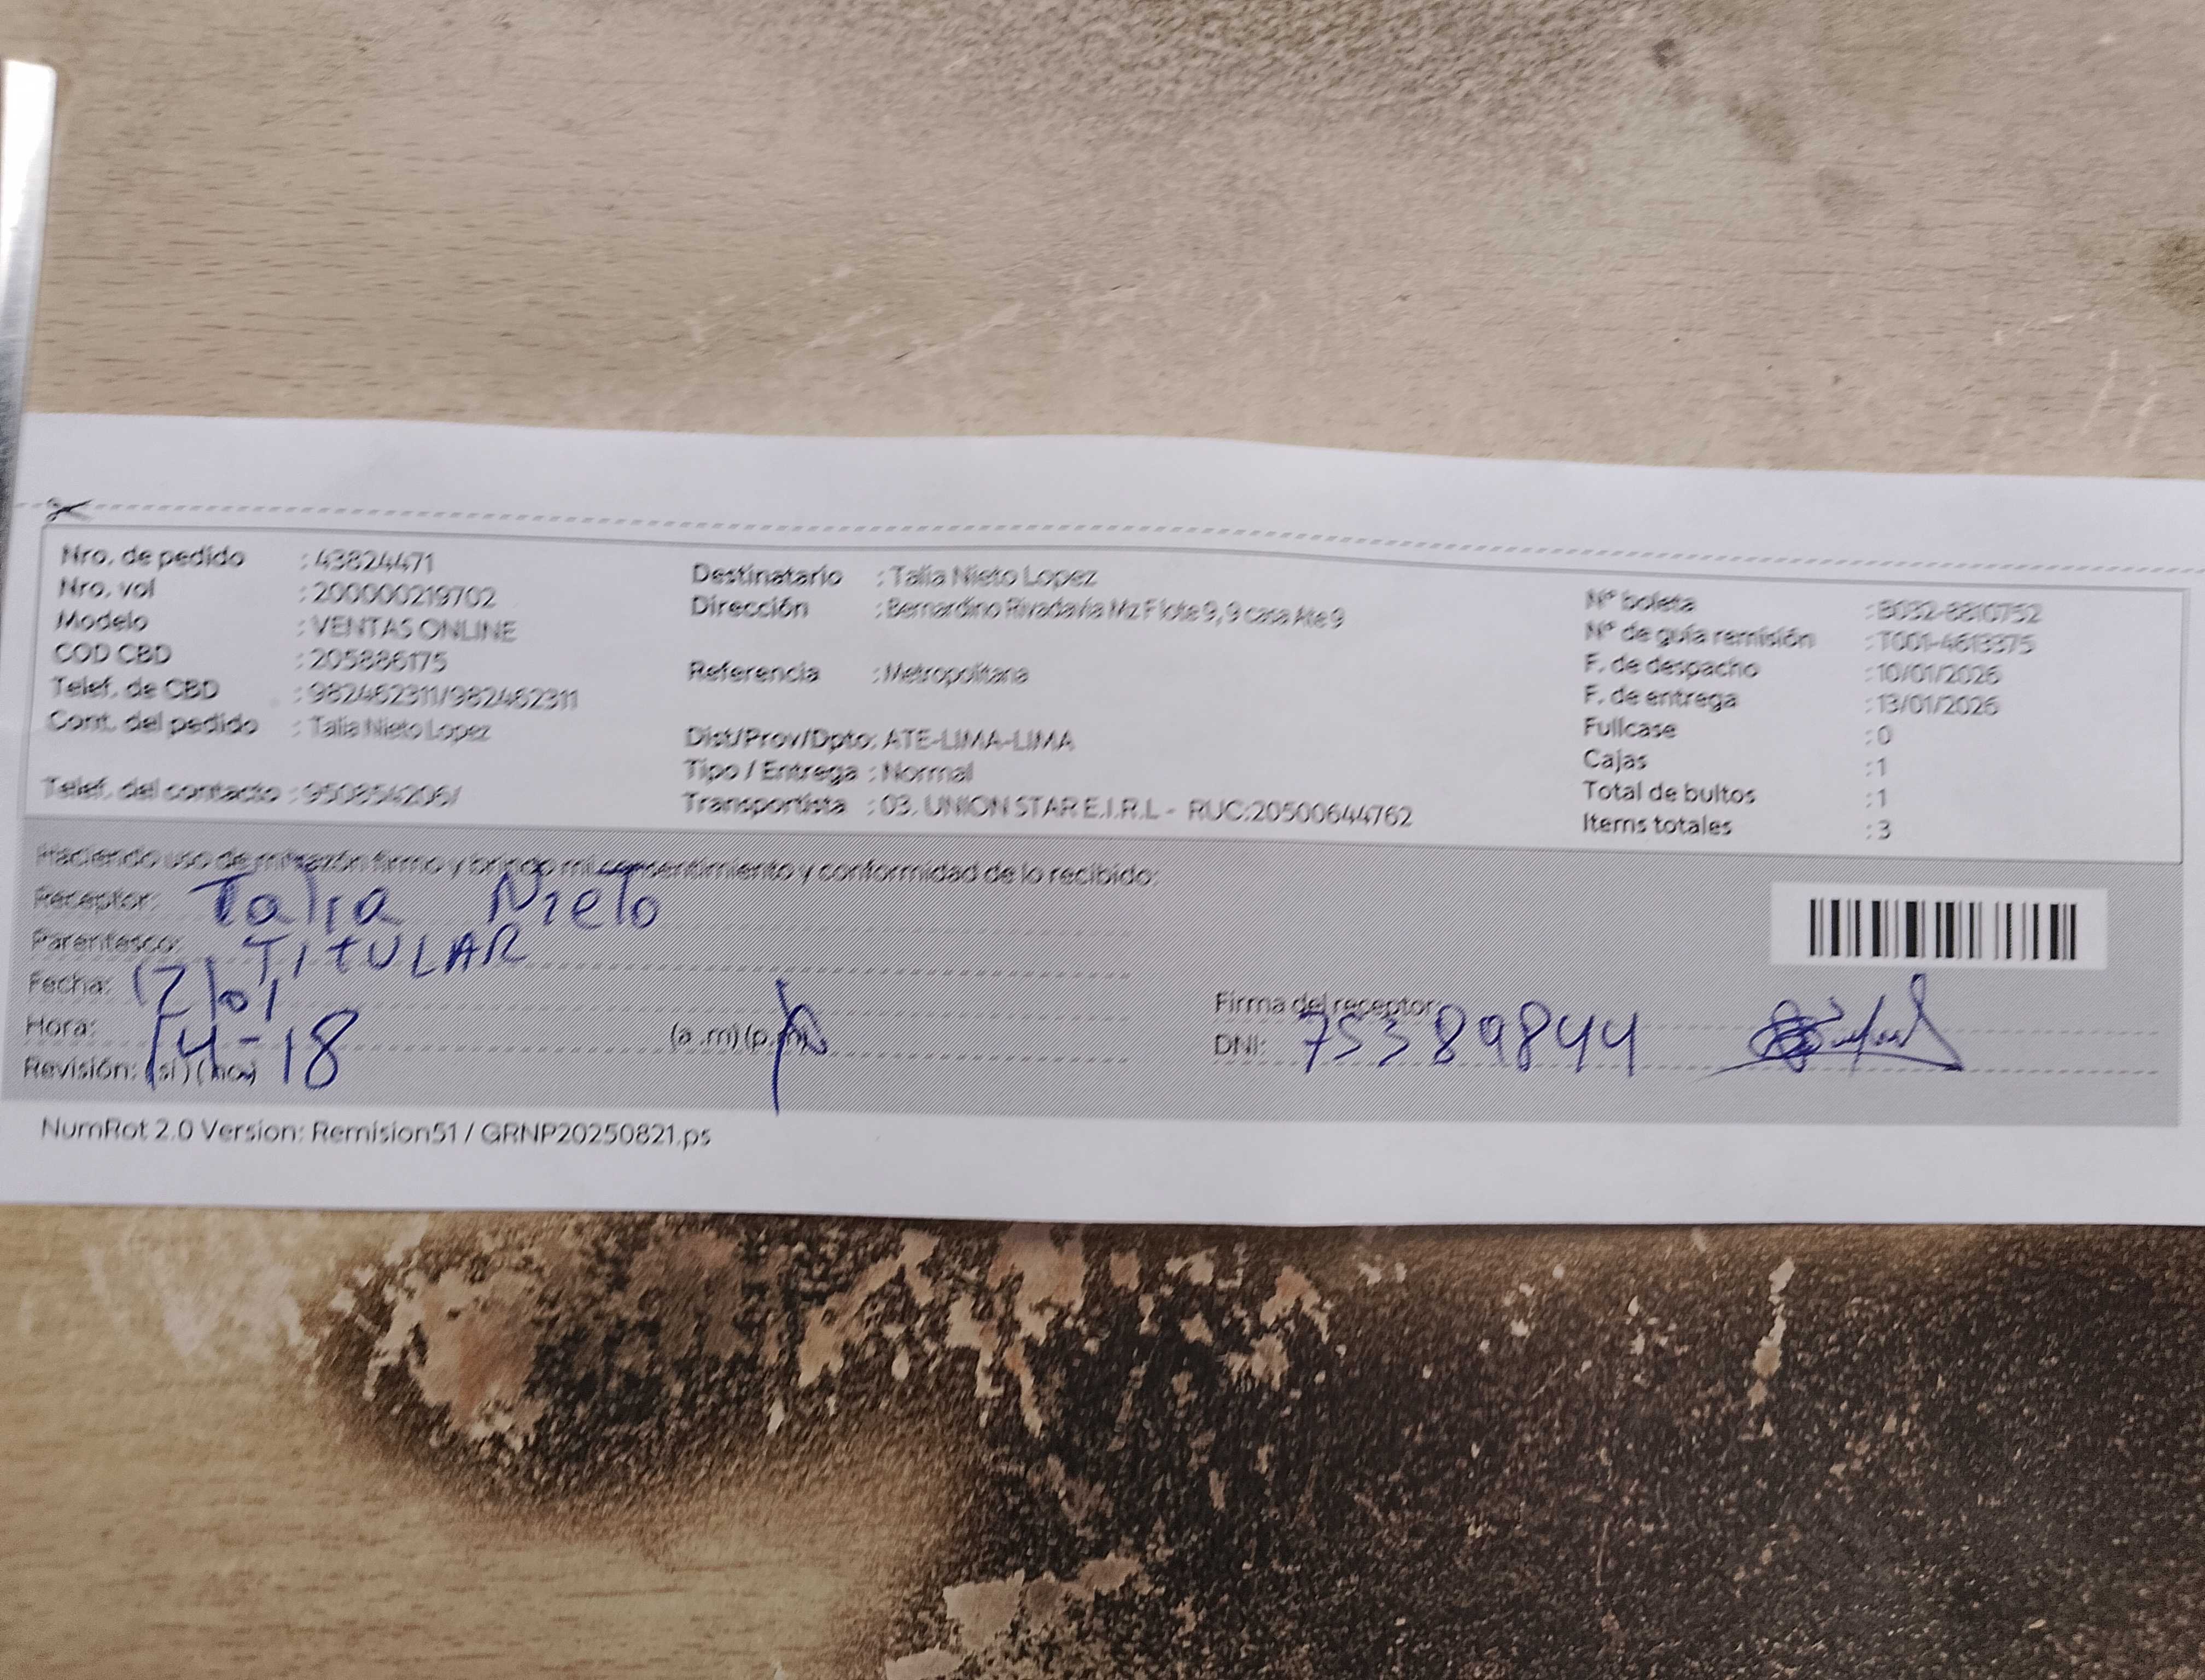 Nro. de pedido : 43824471
Nro. vol : 200000219702
Modelo : VENTAS ONLINE
COD CBD : 205886175
Telef. de CBD : 982462311/982462311
Cont. del pedido : Talia Nieto Lopez
Telef. del contacto : 950854206/
Destinatario : Talia Nieto Lopez
Dirección : Bernardino Rivadavia Mz F lote 9, 9 casa Ate 9
Referencia : Metropolitana
Dist/Prov/Dpto: ATE-LIMA-LIMA
Tipo / Entrega : Normal
Transportista : 03. UNION STAR E.I.R.L - RUC:20500644762
N° boleta : B032-8810752
N° de guía remisión : T001-4613375
F. de despacho : 10/01/2026
F. de entrega : 13/01/2026
Fullcase : 0
Cajas : 1
Total de bultos : 1
Items totales : 3
Haciendo uso de mi razón firmo y brindo mi consentimiento y conformidad de lo recibido:
Receptor: Talia Nieto
Parentesco: TITULAR
Fecha: 12/01
Hora: 14-18 (a .m) (p.m)
Revisión: ( si ) ( no )
Firma del receptor:
DNI: 75389844
NumRot 2.0 Version: Remision51 / GRNP20250821.ps